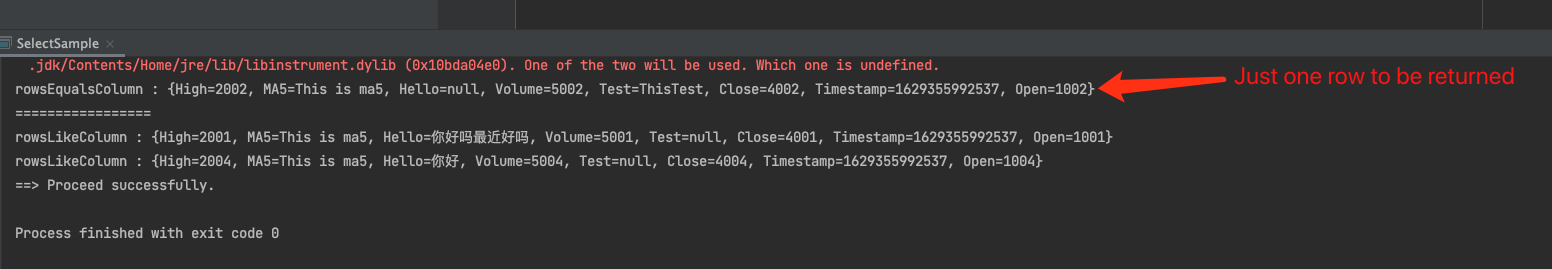 SelectSample ×
.jdk/Contents/Home/jre/lib/libinstrument.dylib (0x10bda04e0). One of the two will be used. Which one is undefined.
rowsEqualsColumn : {High=2002, MA5=This is ma5, Hello=null, Volume=5002, Test=ThisTest, Close=4002, Timestamp=1629355992537, Open=1002}
Just one row to be returned
=================
rowsLikeColumn : {High=2001, MA5=This is ma5, Hello=你好吗最近好吗, Volume=5001, Test=null, Close=4001, Timestamp=1629355992537, Open=1001}
rowsLikeColumn : {High=2004, MA5=This is ma5, Hello=你好, Volume=5004, Test=null, Close=4004, Timestamp=1629355992537, Open=1004}
==> Proceed successfully.
Process finished with exit code 0